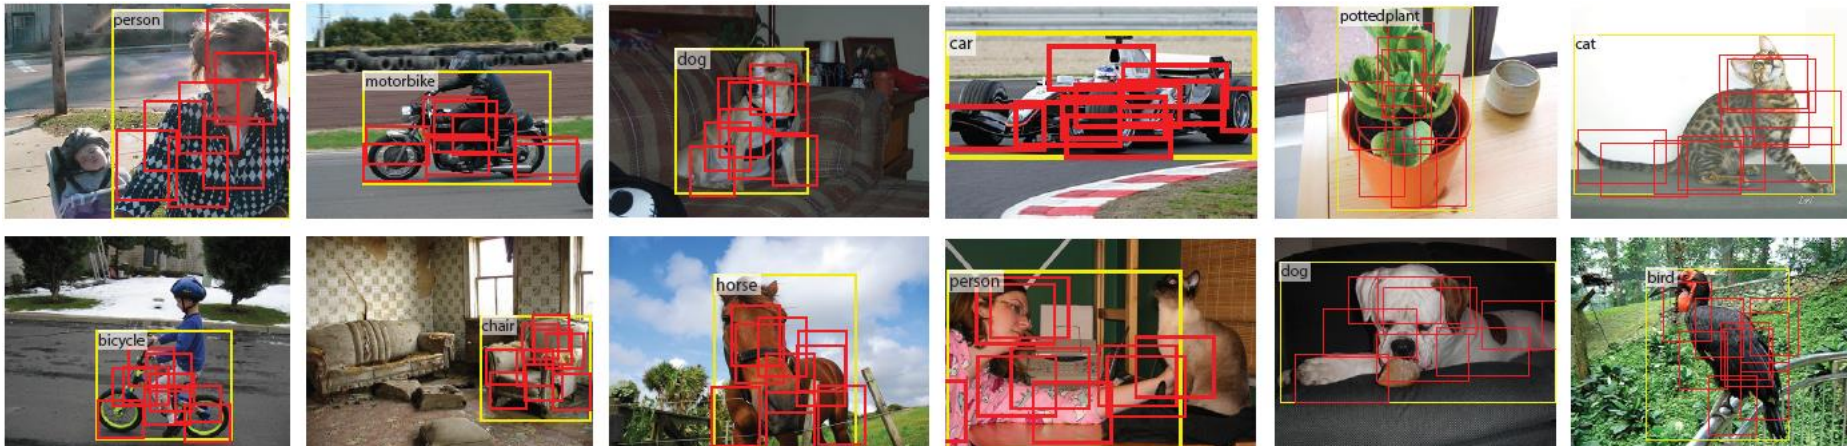 person
motorbike
dog
car
pottedplant
cat
bicycle
chair
horse
person
dog
bird